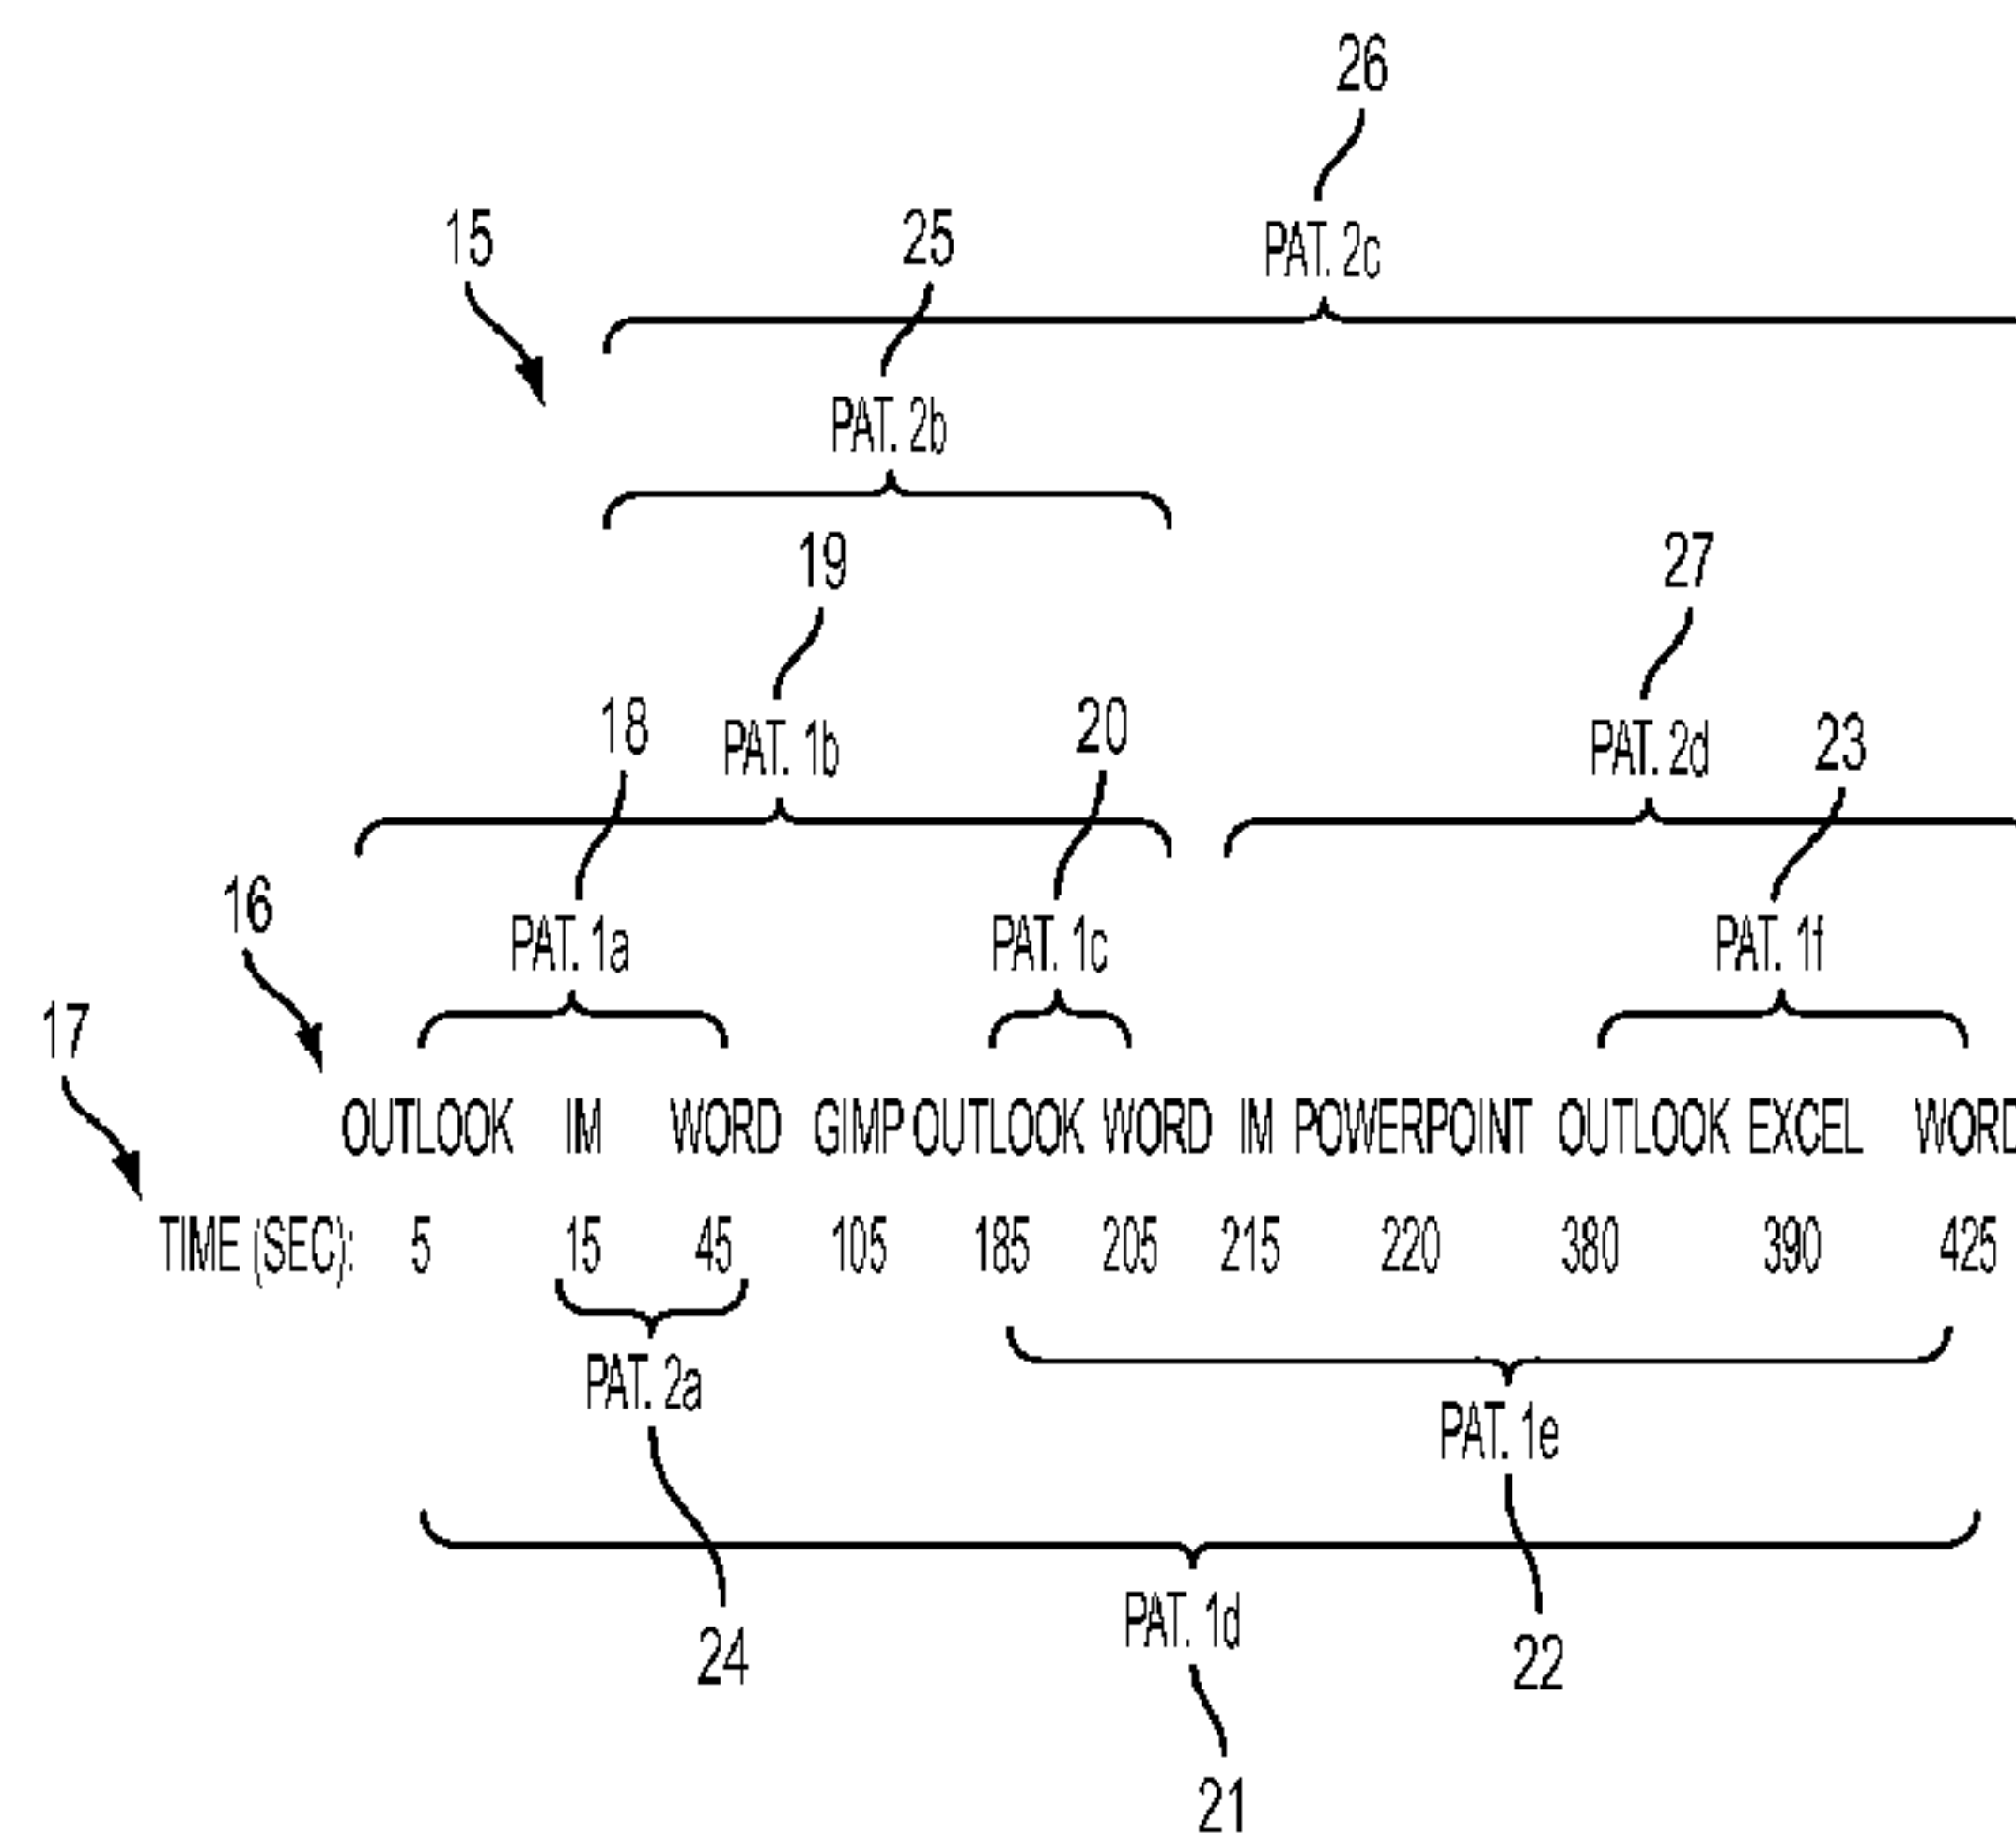 26
15 25 PAT. 2c
PAT. 2b
19 27
18 PAT. 1b 20 PAT. 2d 23
16 PAT. 1a PAT. 1c PAT. 1f
17
OUTLOOK IM WORD GIMP OUTLOOK WORD IM POWERPOINT OUTLOOK EXCEL WORD
TIME (SEC): 5 15 45 105 185 205 215 220 380 390 425
PAT. 2a
PAT. 1e
PAT. 1d
24 22
21